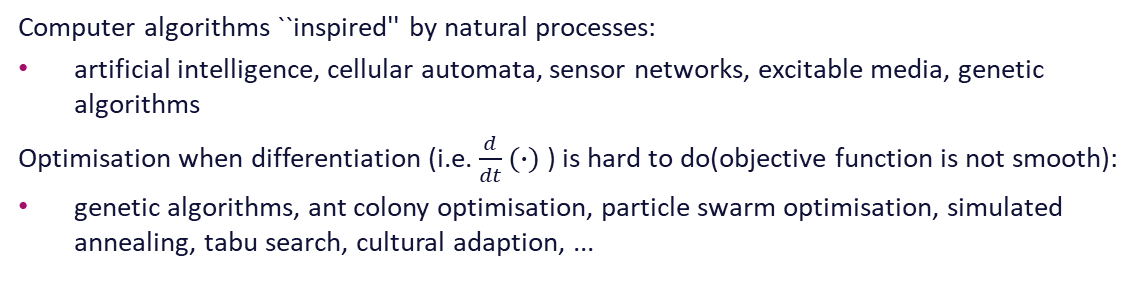 Computer algorithms ``inspired'' by natural processes:
• artificial intelligence, cellular automata, sensor networks, excitable media, genetic
algorithms
Optimisation when differentiation (i.e. d/dt (·) ) is hard to do(objective function is not smooth):
• genetic algorithms, ant colony optimisation, particle swarm optimisation, simulated
annealing, tabu search, cultural adaption, ...